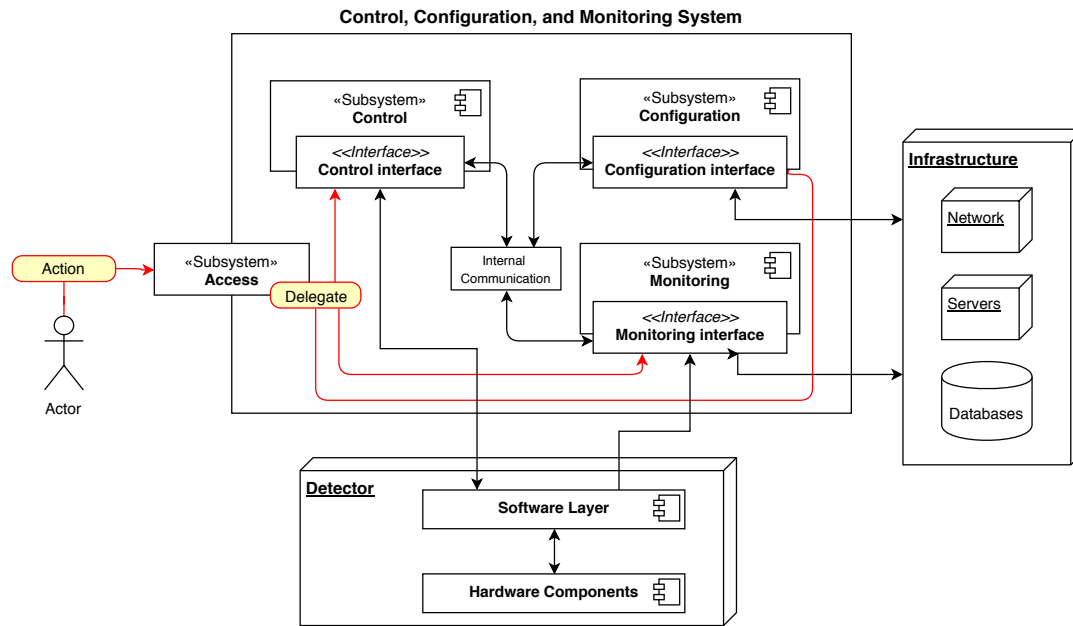 Control, Configuration, and Monitoring System
«Subsystem»
Control
<<Interface>>
Control interface
«Subsystem»
Configuration
<<Interface>>
Configuration interface
Infrastructure
Network
Servers
Databases
Action
Actor
«Subsystem»
Access
Delegate
Internal
Communication
«Subsystem»
Monitoring
<<Interface>>
Monitoring interface
Detector
Software Layer
Hardware Components